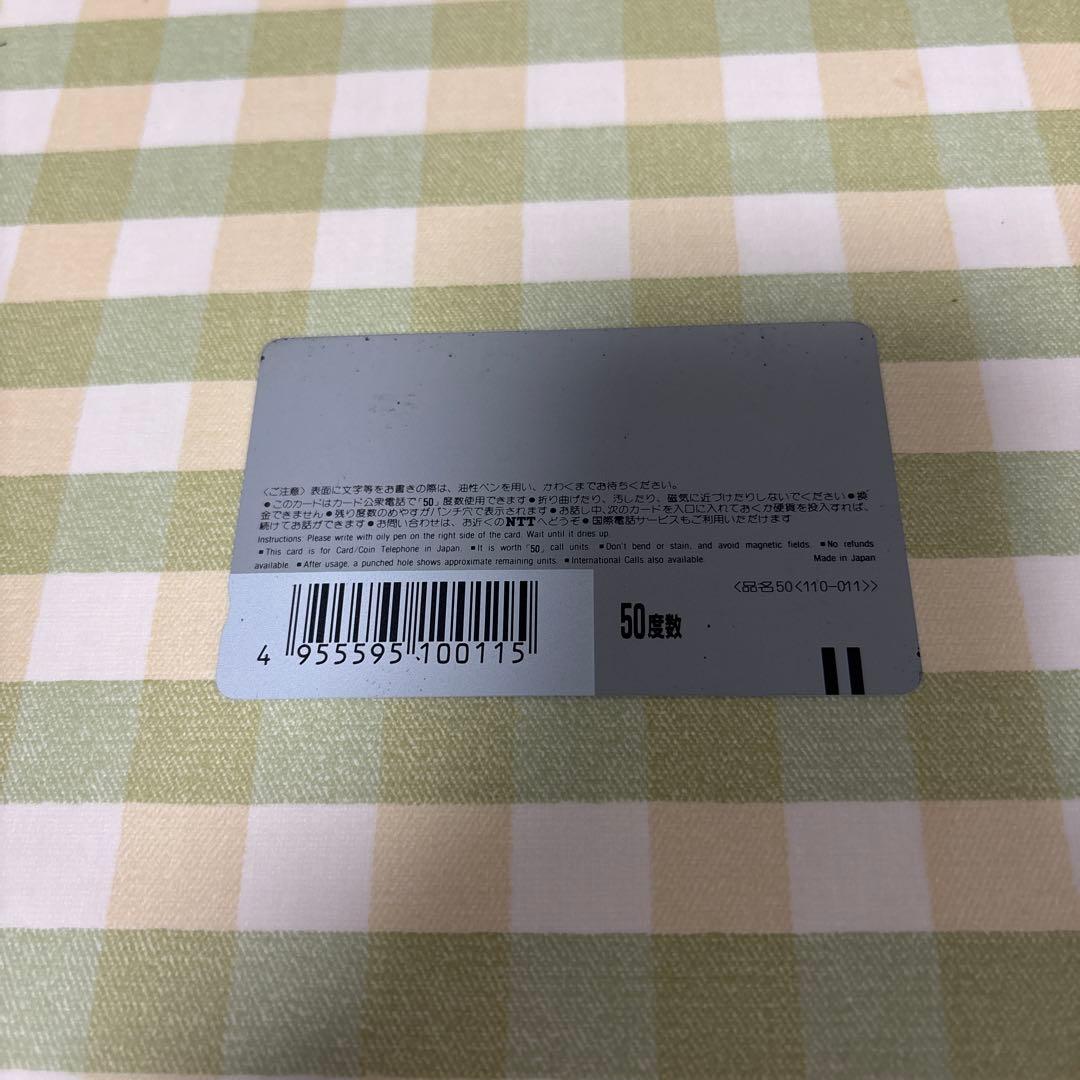 〈ご注意〉表面に文字等をお書きの際は、油性ペンを用い、かわくまでお待ちください。
●このカードはカード公衆電話で「50」度数使用できます●折り曲げたり、汚したり、磁気に近づけたりしないでください●換
金できません●残り度数のめやすがパンチ穴で表示されます●お話し中、次のカードを入口に入れておくか硬貨を投入すれば、
続けてお話ができます●お問い合わせは、お近くのNTTへどうぞ●国際電話サービスもご利用いただけます
Instructions: Please write with oily pen on the right side of the card. Wait until it dries up.
■This card is for Card/Coin Telephone in Japan. ■It is worth「50」call units. ■Don't bend or stain, and avoid magnetic fields. ■No refunds
available. ■After usage, a punched hole shows approximate remaining units. ■International Calls also available.
Made in Japan
〈品名50〈110-011〉〉
50度数
4 955595 100115